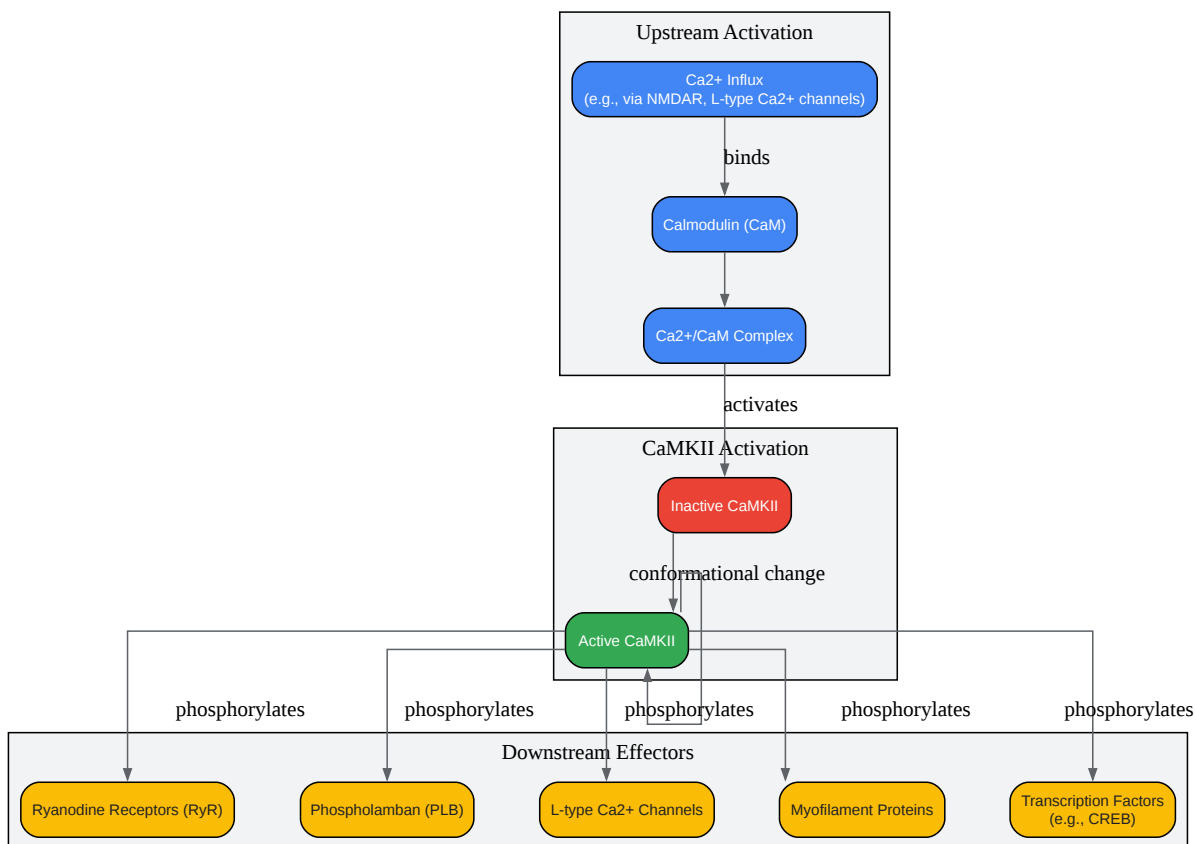 Upstream Activation
Ca2+ Influx
(e.g., via NMDAR, L-type Ca2+ channels)
binds
Calmodulin (CaM)
Ca2+/CaM Complex
activates
CaMKII Activation
Inactive CaMKII
conformational change
Active CaMKII
phosphorylates
phosphorylates
phosphorylates
phosphorylates
phosphorylates
Downstream Effectors
Ryanodine Receptors (RyR)
Phospholamban (PLB)
L-type Ca2+ Channels
Myofilament Proteins
Transcription Factors
(e.g., CREB)